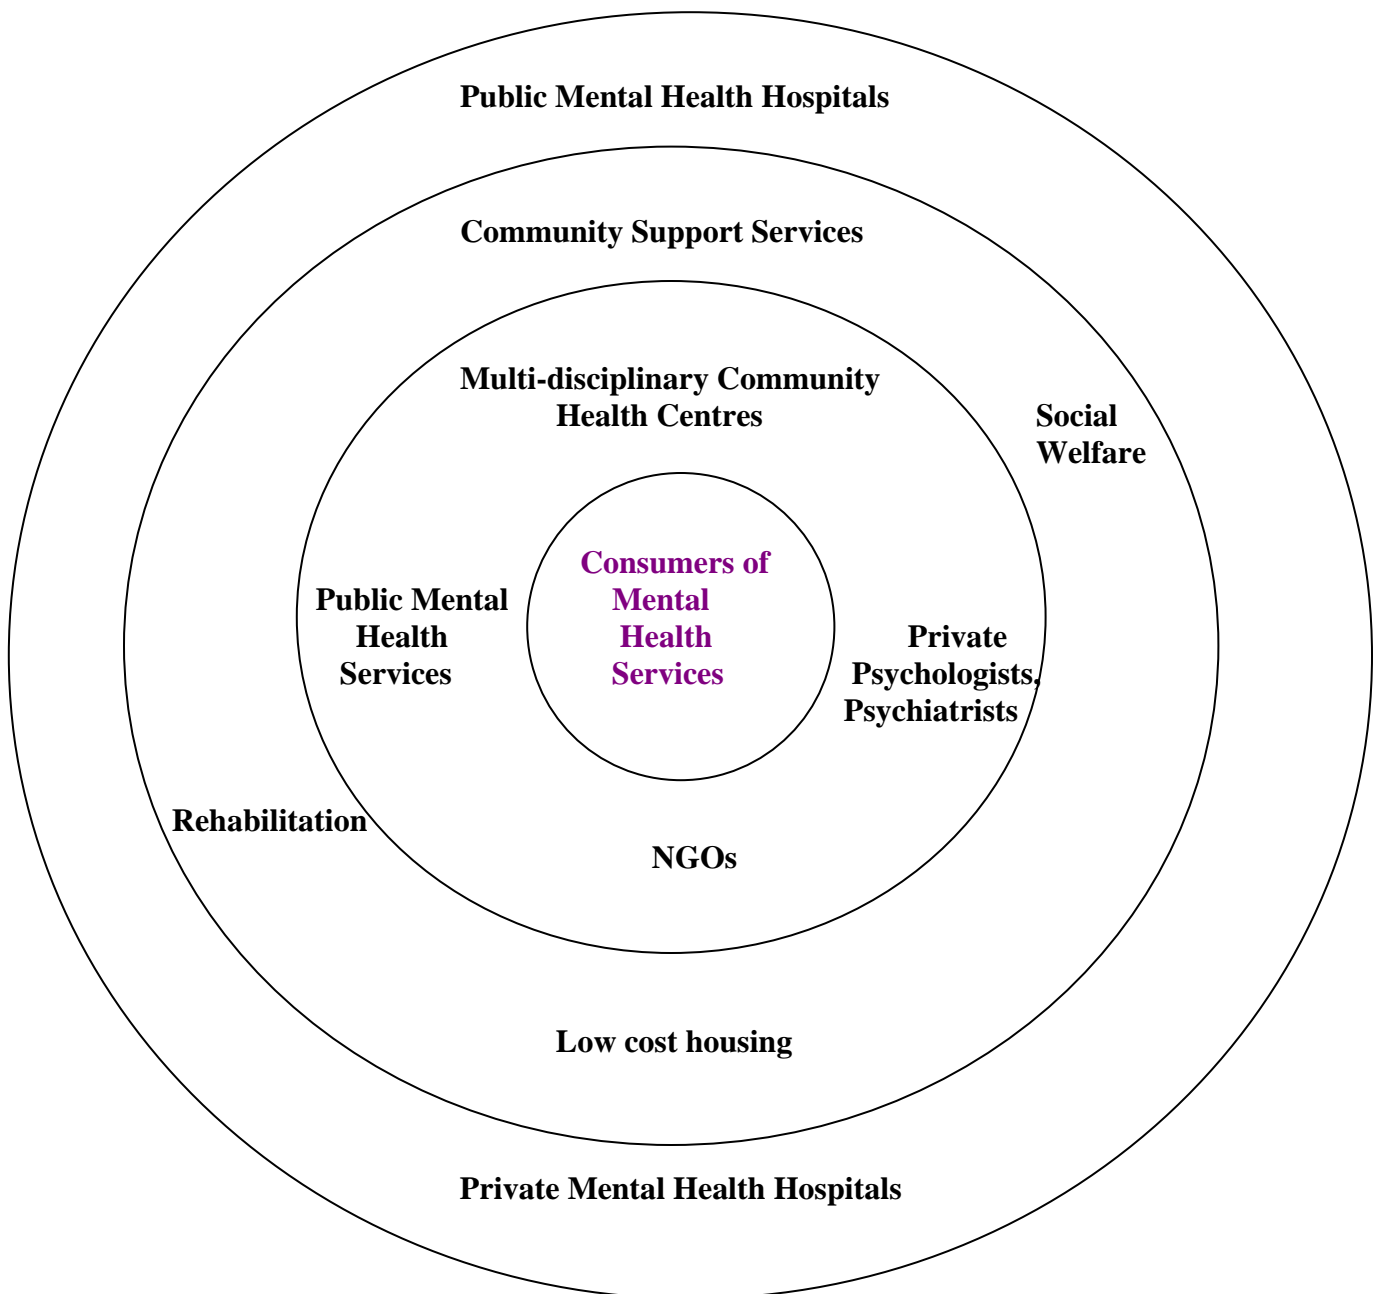 Public Mental Health Hospitals
Community Support Services
Multi-disciplinary Community
Health Centres
Social
Welfare
Consumers of
Mental
Health
Services
Public Mental
Health
Services
Private
Psychologists,
Psychiatrists
Rehabilitation
NGOs
Low cost housing
Private Mental Health Hospitals